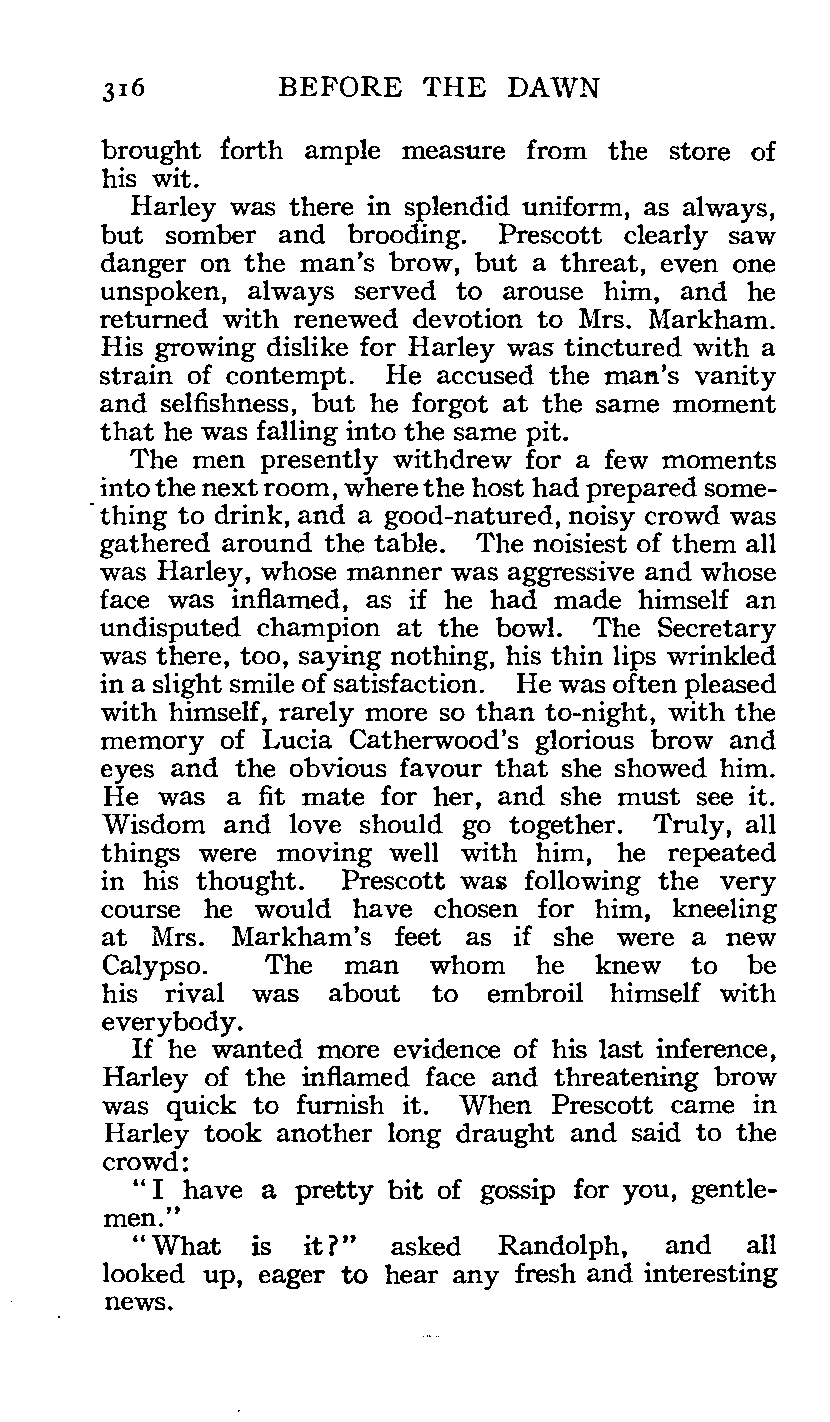 316 BEFORE THE DAWN
brought forth ample measure from the store of
his wit.
Harley was there in splendid uniform, as always,
but somber and brooding. Prescott clearly saw
danger on the man's brow, but a threat, even one
unspoken, always served to arouse him, and he
returned with renewed devotion to Mrs. Markham.
His growing dislike for Harley was tinctured with a
strain of contempt. He accused the man's vanity
and selfishness, but he forgot at the same moment
that he was falling into the same pit.
The men presently withdrew for a few moments
into the next room, where the host had prepared some-
thing to drink, and a good-natured, noisy crowd was
gathered around the table. The noisiest of them all
was Harley, whose manner was aggressive and whose
face was inflamed, as if he had made himself an
undisputed champion at the bowl. The Secretary
was there, too, saying nothing, his thin lips wrinkled
in a slight smile of satisfaction. He was often pleased
with himself, rarely more so than to-night, with the
memory of Lucia Catherwood's glorious brow and
eyes and the obvious favour that she showed him.
He was a fit mate for her, and she must see it.
Wisdom and love should go together. Truly, all
things were moving well with him, he repeated
in his thought. Prescott was following the very
course he would have chosen for him, kneeling
at Mrs. Markham's feet as if she were a new
Calypso. The man whom he knew to be
his rival was about to embroil himself with
everybody.
If he wanted more evidence of his last inference,
Harley of the inflamed face and threatening brow
was quick to furnish it. When Prescott came in
Harley took another long draught and said to the
crowd:
"I have a pretty bit of gossip for you, gentle-
men."
"What is it?" asked Randolph, and all
looked up, eager to hear any fresh and interesting
news.